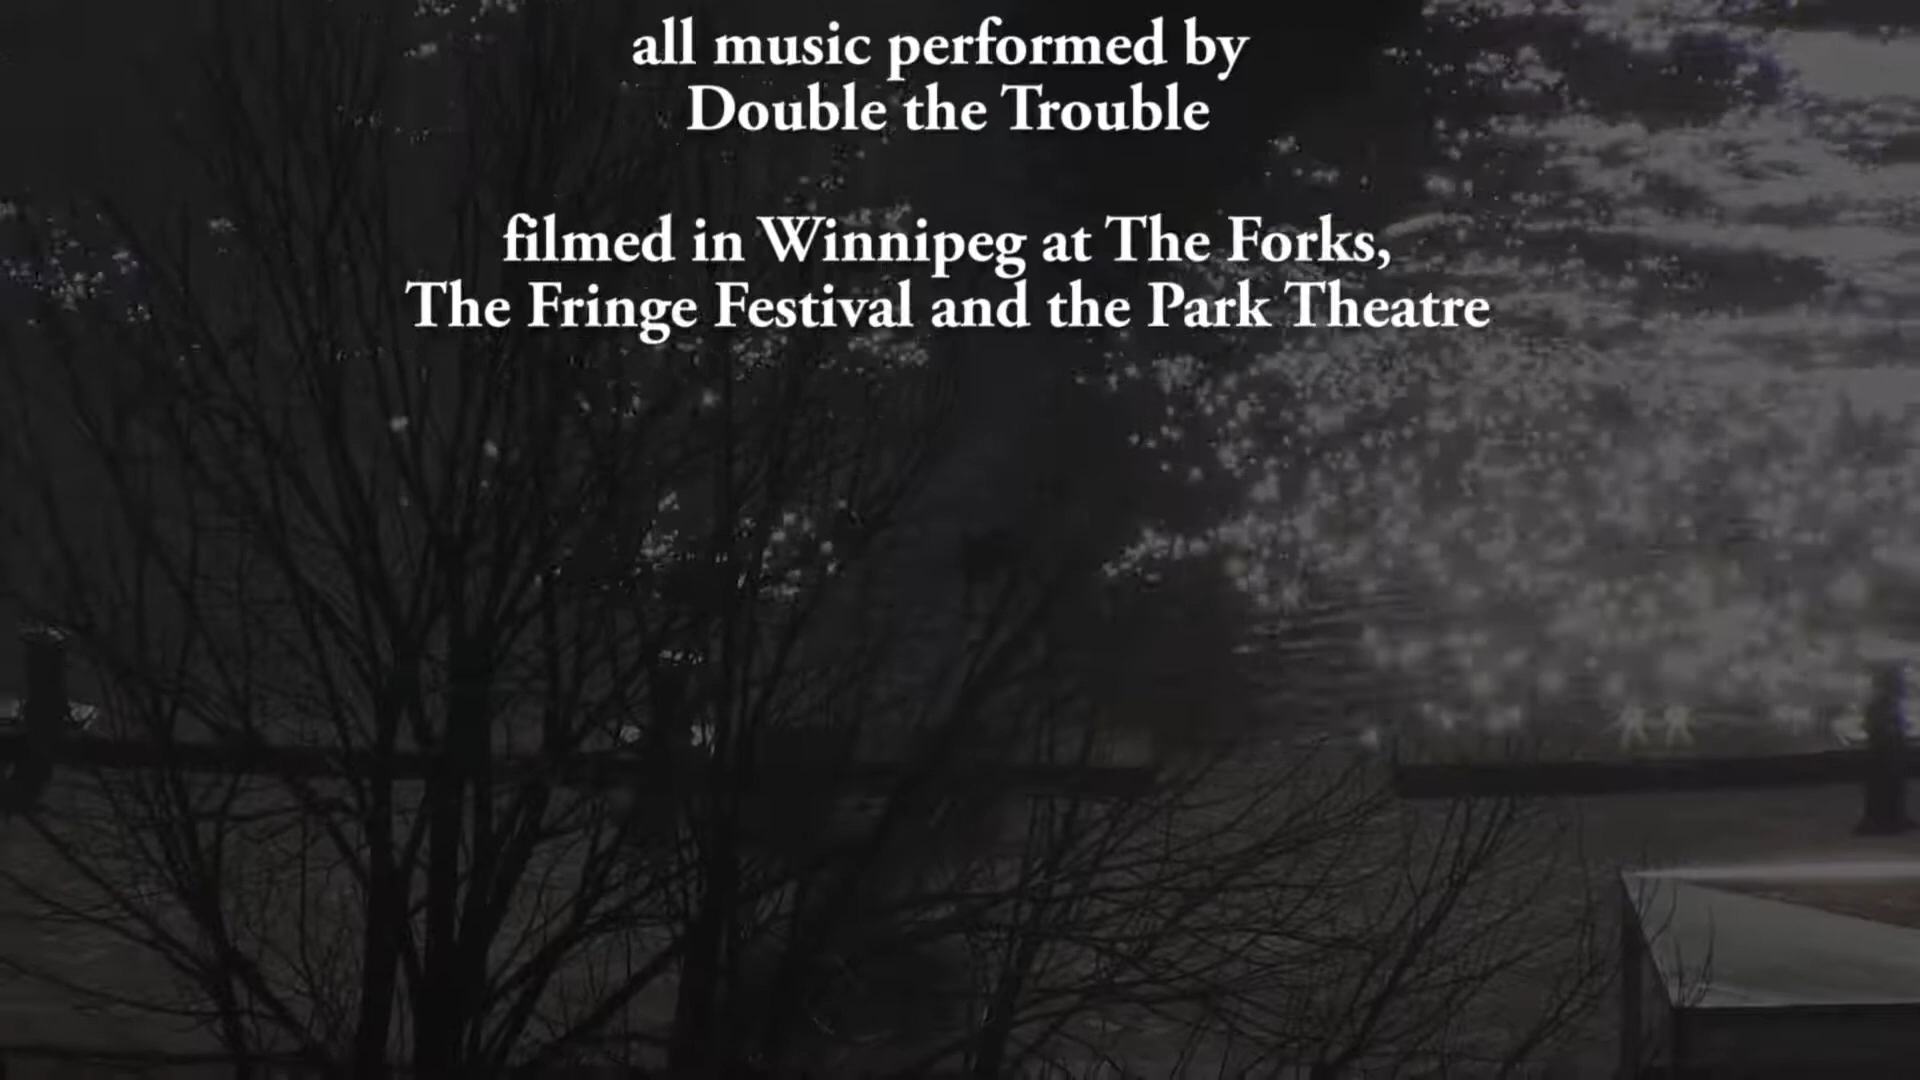 all music performed by
Double the Trouble
filmed in Winnipeg at The Forks,
The Fringe Festival and the Park Theatre